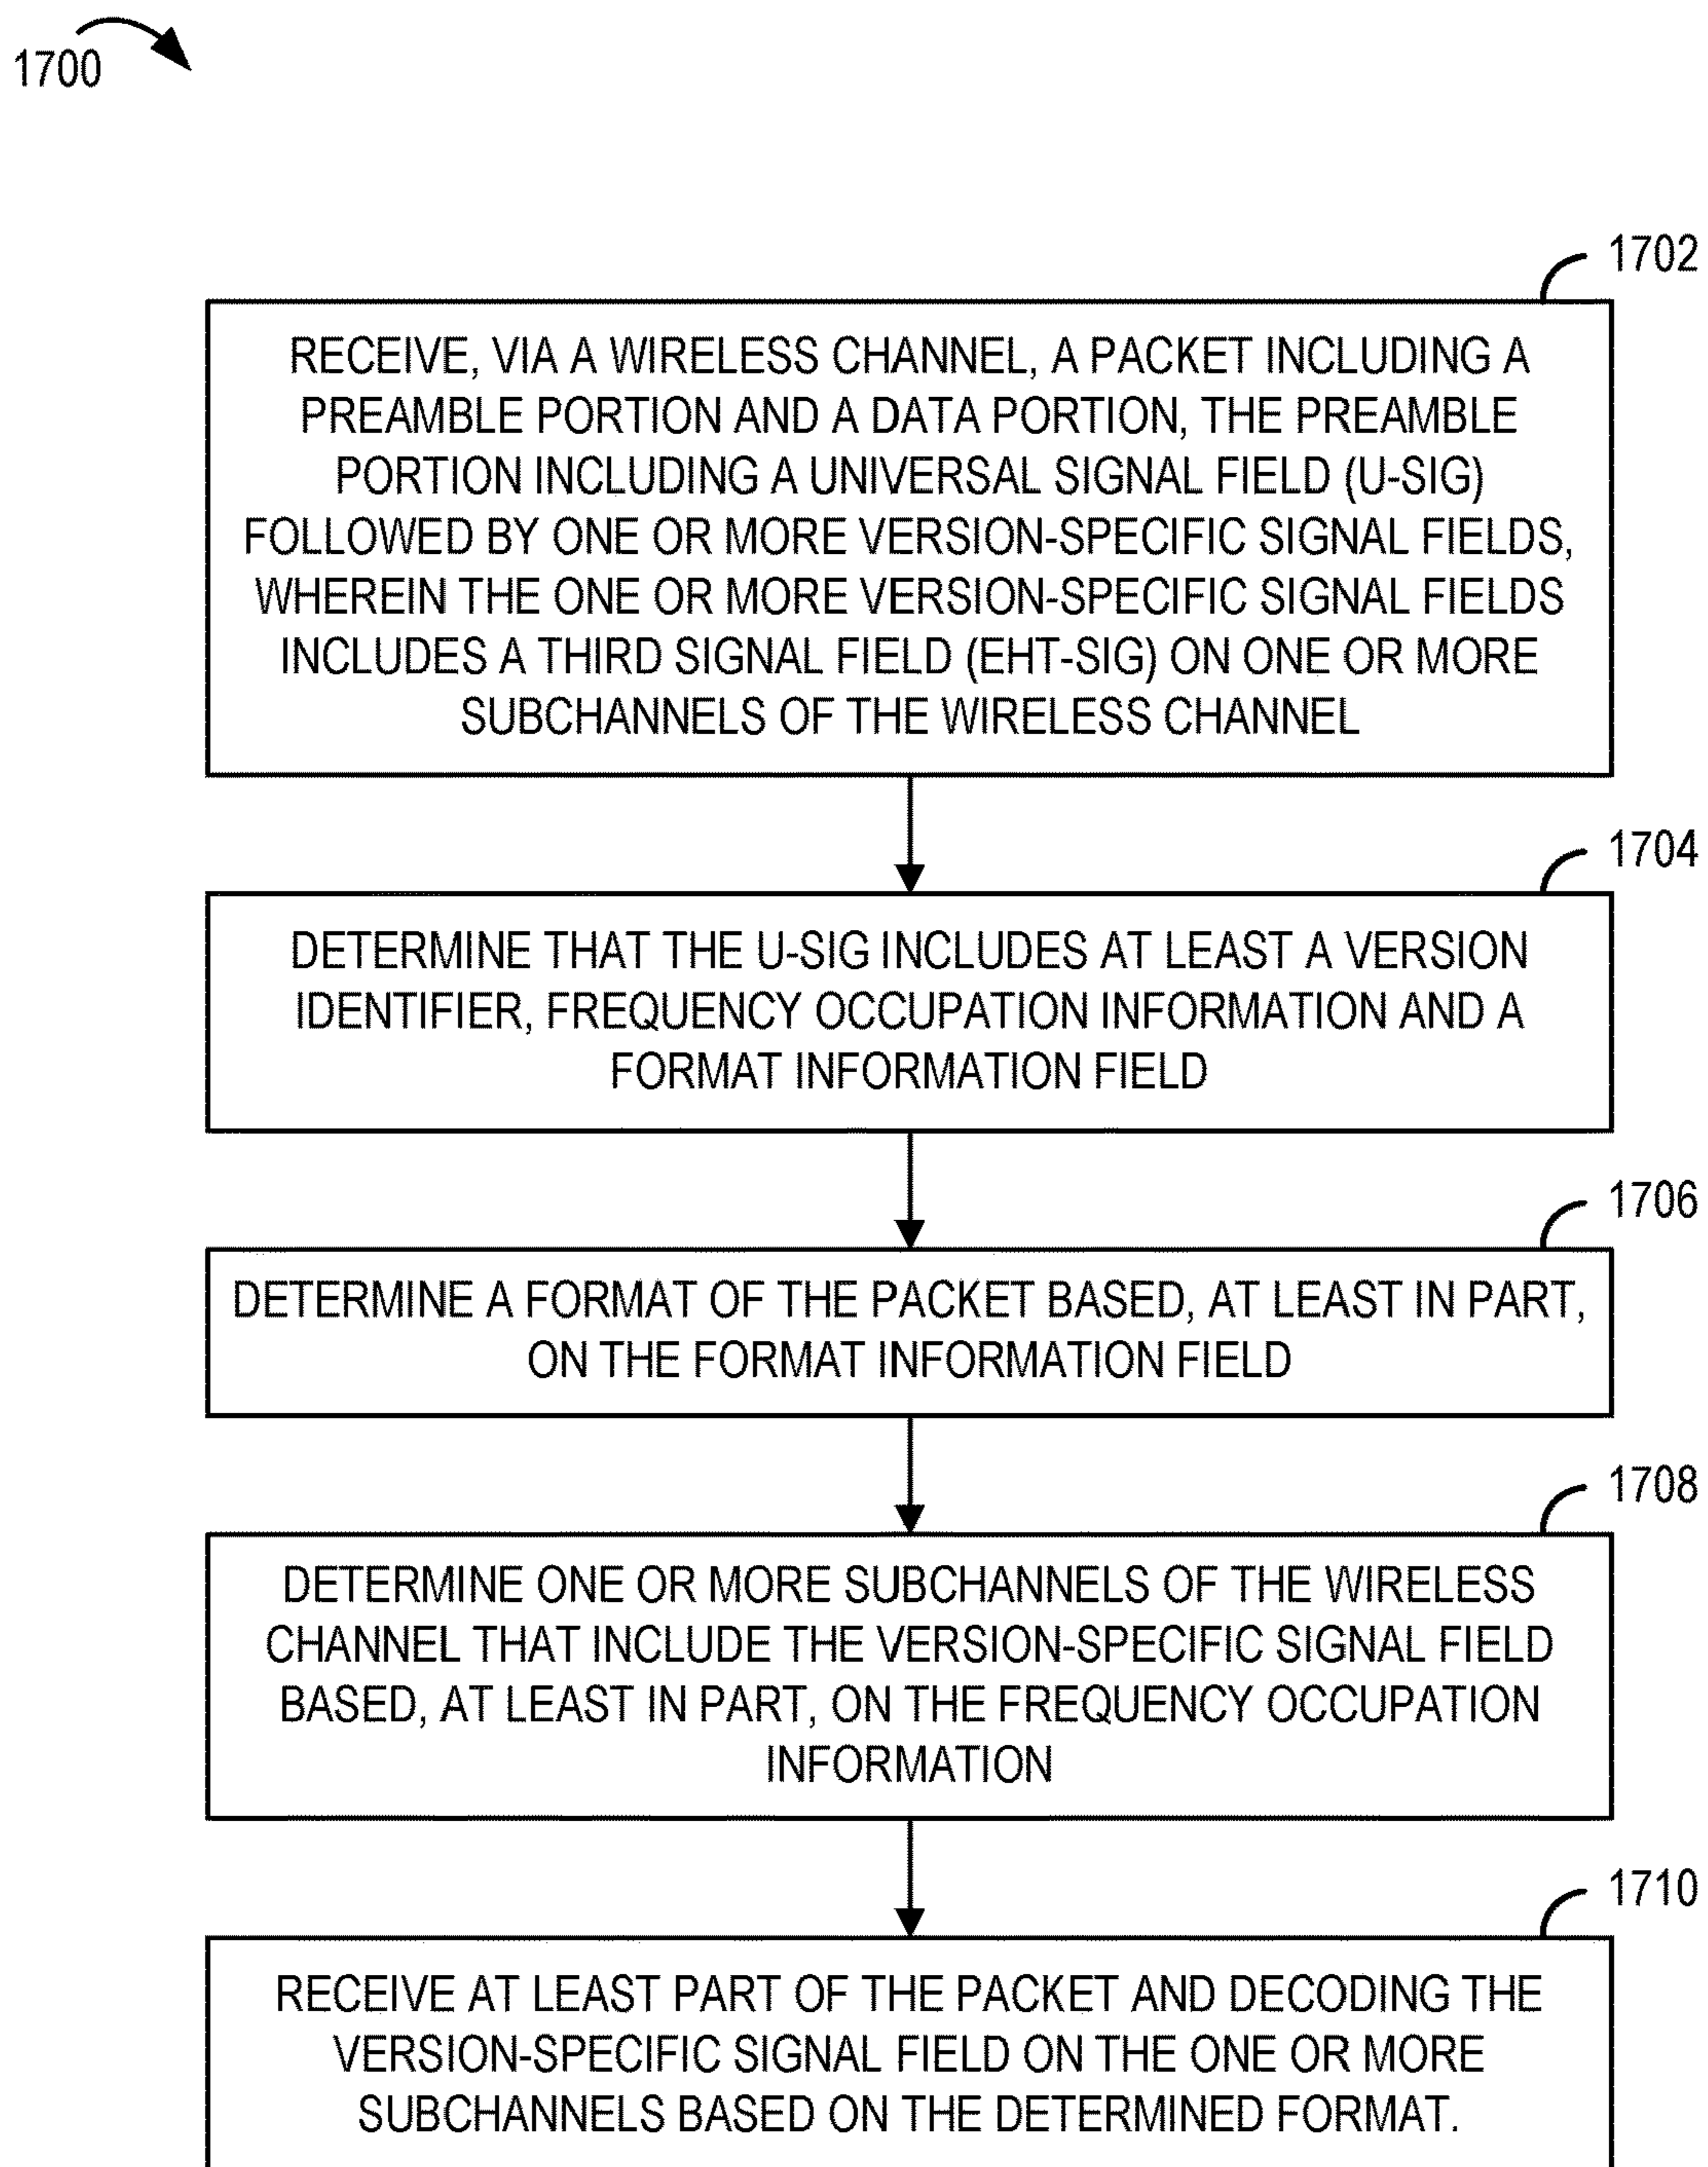 1700
1702
RECEIVE, VIA A WIRELESS CHANNEL, A PACKET INCLUDING A
PREAMBLE PORTION AND A DATA PORTION, THE PREAMBLE
PORTION INCLUDING A UNIVERSAL SIGNAL FIELD (U-SIG)
FOLLOWED BY ONE OR MORE VERSION-SPECIFIC SIGNAL FIELDS,
WHEREIN THE ONE OR MORE VERSION-SPECIFIC SIGNAL FIELDS
INCLUDES A THIRD SIGNAL FIELD (EHT-SIG) ON ONE OR MORE
SUBCHANNELS OF THE WIRELESS CHANNEL
1704
DETERMINE THAT THE U-SIG INCLUDES AT LEAST A VERSION
IDENTIFIER, FREQUENCY OCCUPATION INFORMATION AND A
FORMAT INFORMATION FIELD
1706
DETERMINE A FORMAT OF THE PACKET BASED, AT LEAST IN PART,
ON THE FORMAT INFORMATION FIELD
1708
DETERMINE ONE OR MORE SUBCHANNELS OF THE WIRELESS
CHANNEL THAT INCLUDE THE VERSION-SPECIFIC SIGNAL FIELD
BASED, AT LEAST IN PART, ON THE FREQUENCY OCCUPATION
INFORMATION
1710
RECEIVE AT LEAST PART OF THE PACKET AND DECODING THE
VERSION-SPECIFIC SIGNAL FIELD ON THE ONE OR MORE
SUBCHANNELS BASED ON THE DETERMINED FORMAT.